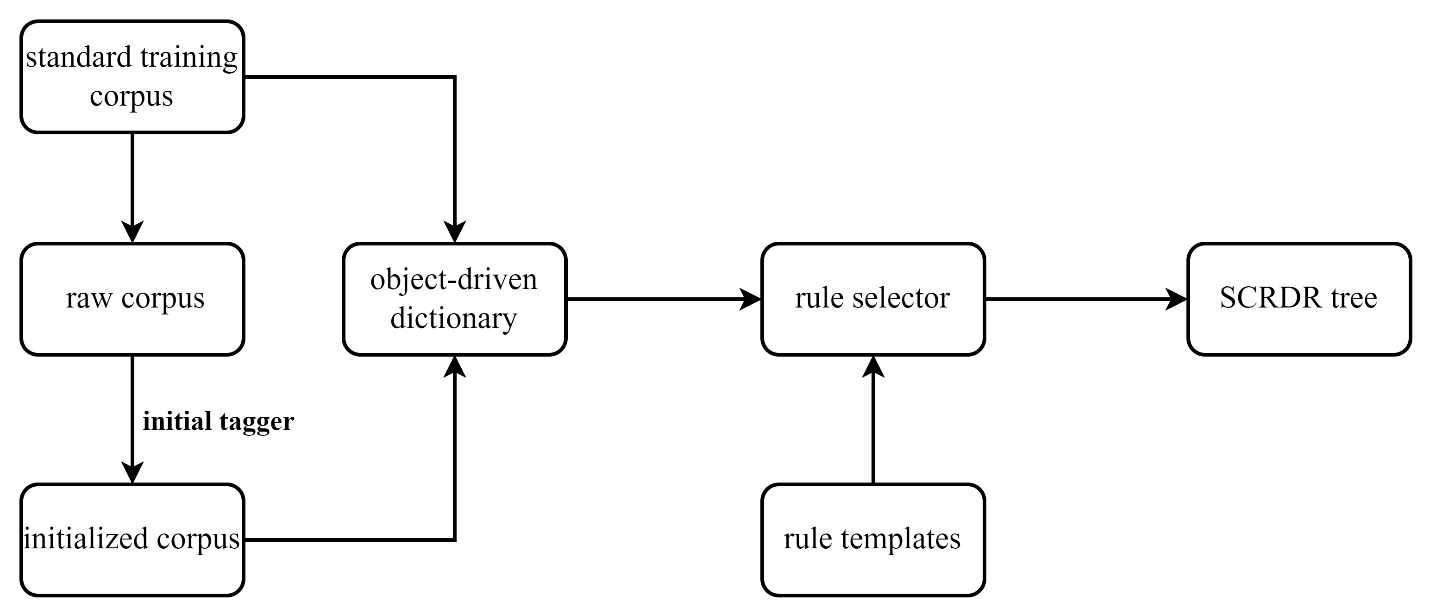 standard training
corpus
raw corpus
object-driven
dictionary
rule selector
SCRDR tree
initial tagger
initialized corpus
rule templates